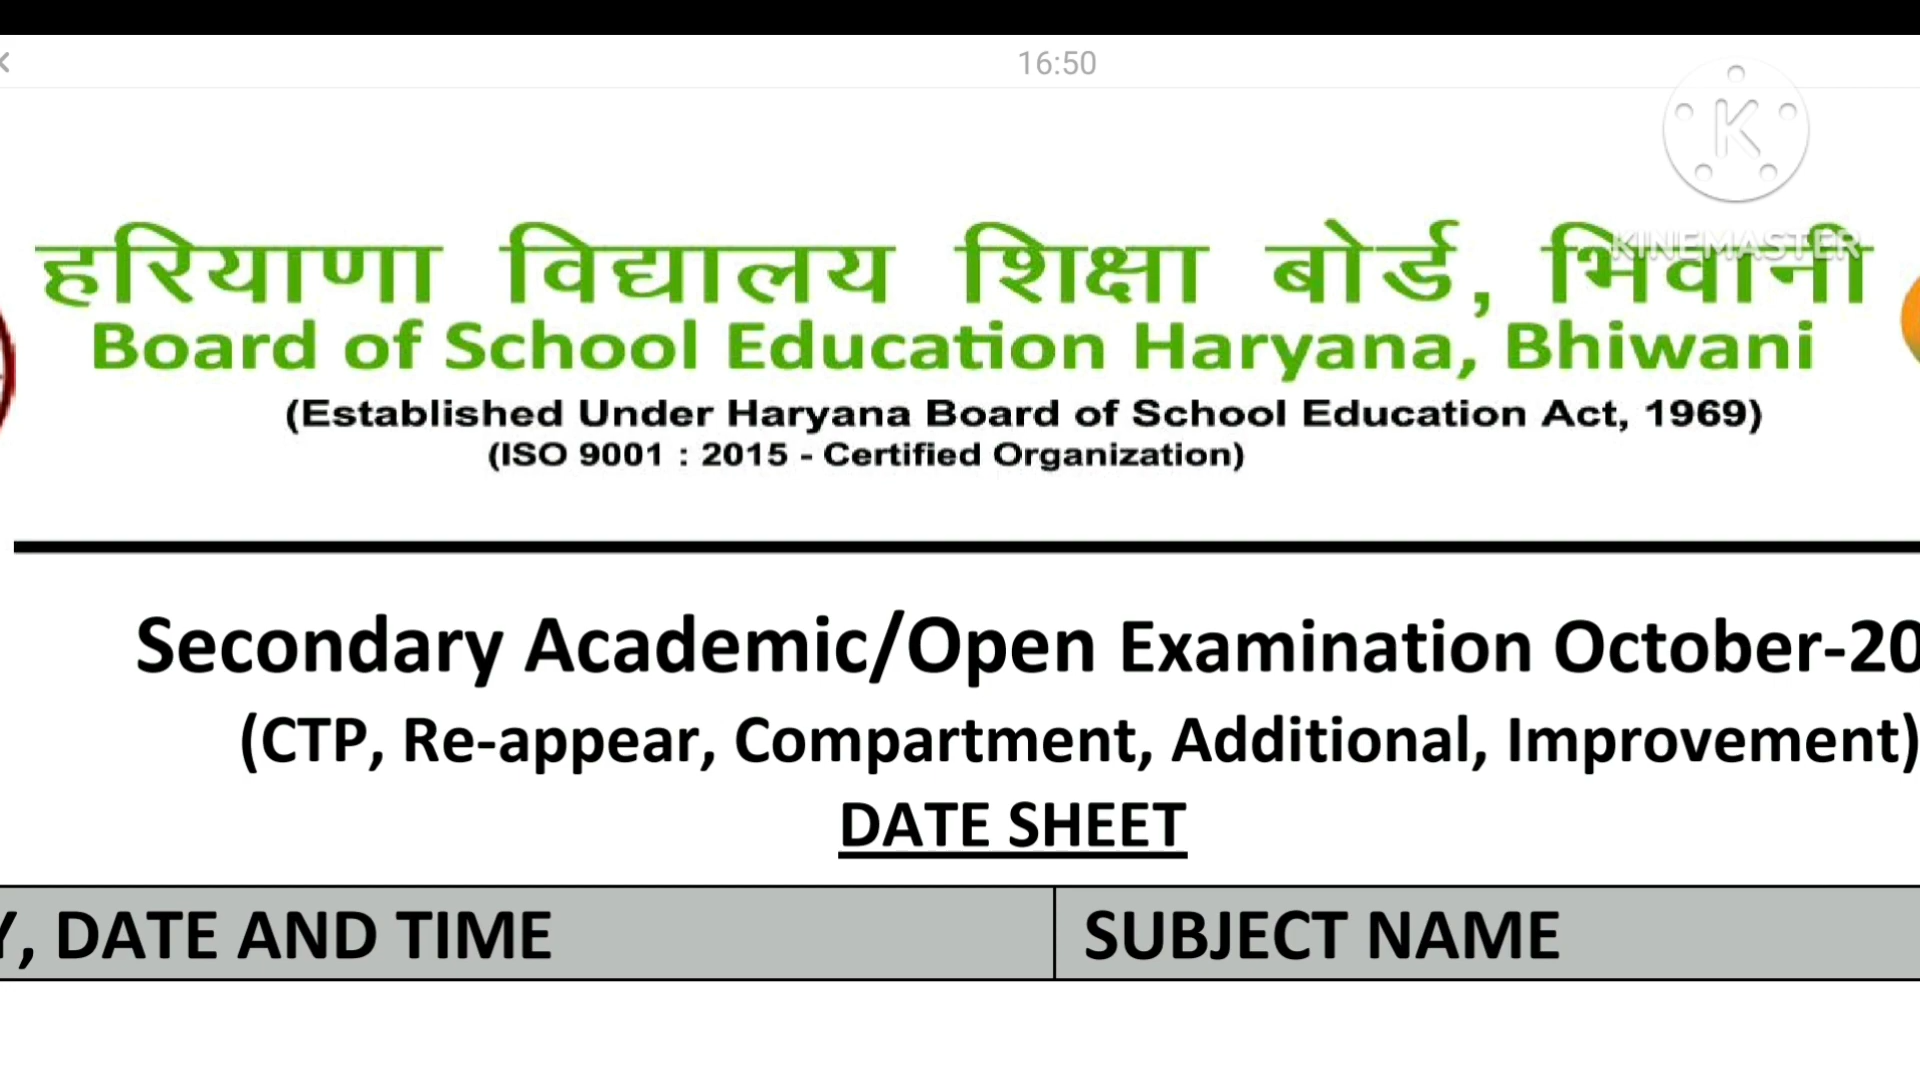 16:50
K
KINEMASTER
हरियाणा विद्यालय शिक्षा बोर्ड, भिवानी
Board of School Education Haryana, Bhiwani
(Established Under Haryana Board of School Education Act, 1969)
(ISO 9001 : 2015 - Certified Organization)
Secondary Academic/Open Examination October-20
(CTP, Re-appear, Compartment, Additional, Improvement)
DATE SHEET
Y, DATE AND TIME SUBJECT NAME